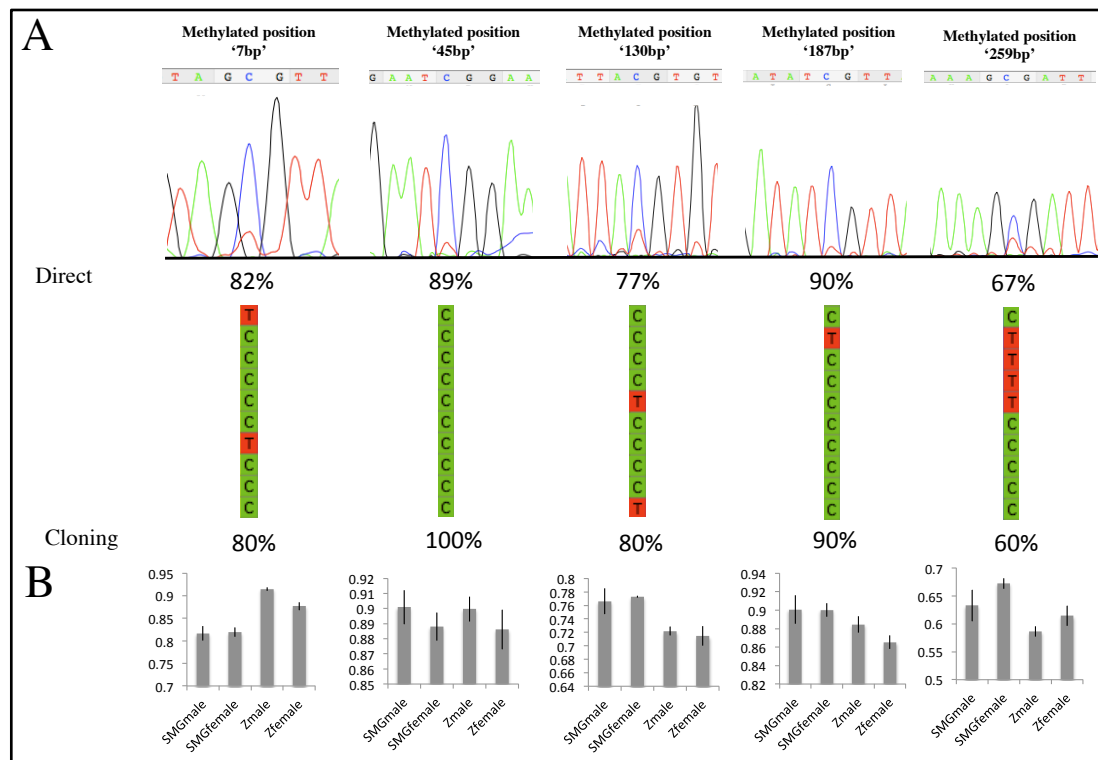 A
Methylated position
'7bp'
Methylated position
'45bp'
Methylated position
'130bp'
Methylated position
'187bp'
Methylated position
'259bp'
T A G C G T T
G A A T C G G A A
T T A C G T G T
A T A T C G T T
A A A G C G A T T
Direct
82%
89%
77%
90%
67%
T C C C C
C C C C T
C C C C T
C C C C T
C C T C T
C C C C C
T C C C C
C C C C C
C C C C C
C C T C C
Cloning
80%
100%
80%
90%
60%
B
0.95
0.9
0.85
0.8
0.75
0.7
SMGmale
SMGfemale
Zmale
Zfemale
0.92
0.91
0.9
0.89
0.88
0.87
0.86
0.85
SMGmale
SMGfemale
Zmale
Zfemale
0.8
0.78
0.76
0.74
0.72
0.7
0.68
0.66
0.64
SMGmale
SMGfemale
Zmale
Zfemale
0.94
0.92
0.9
0.88
0.86
0.84
0.82
SMGmale
SMGfemale
Zmale
Zfemale
0.7
0.65
0.6
0.55
0.5
SMGmale
SMGfemale
Zmale
Zfemale